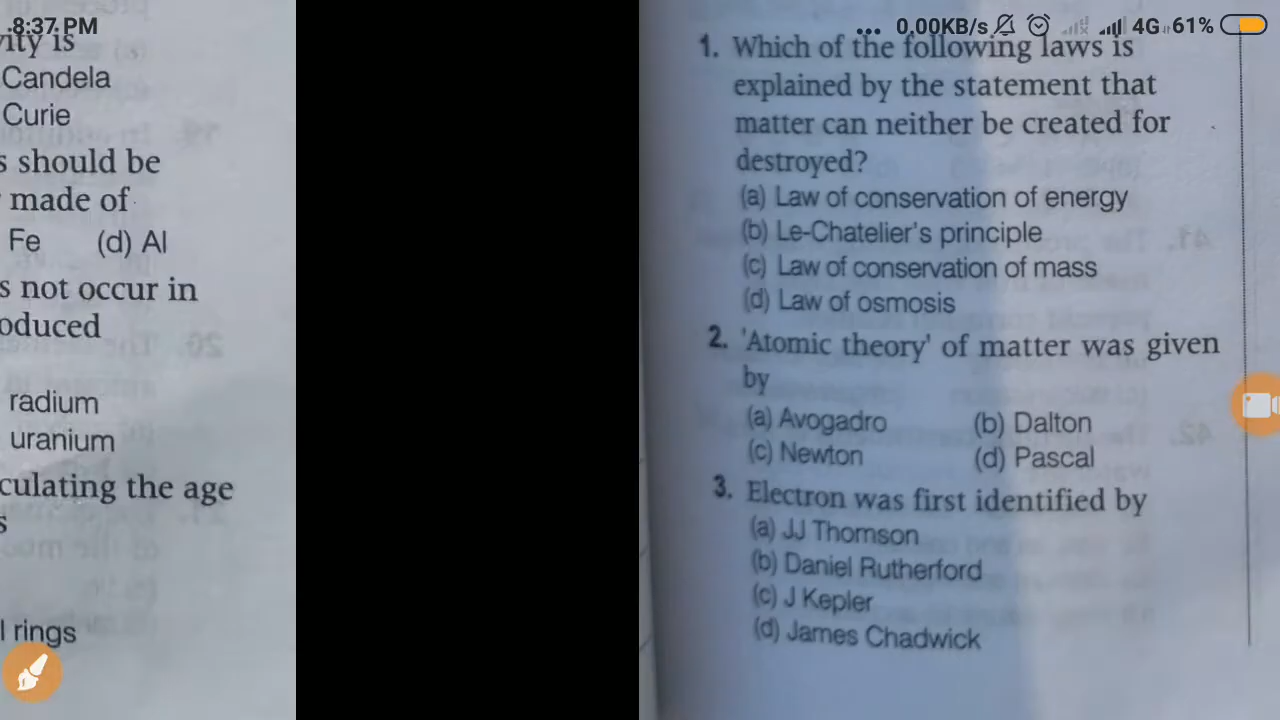 8:37 PM
... 0.00KB/s 4G 61%
vity is
Candela
Curie
s should be
made of
Fe (d) Al
s not occur in
oduced
radium
uranium
culating the age
s
l rings
1. Which of the following laws is
explained by the statement that
matter can neither be created for
destroyed?
(a) Law of conservation of energy
(b) Le-Chatelier's principle
(c) Law of conservation of mass
(d) Law of osmosis
2. 'Atomic theory' of matter was given
by
(a) Avogadro (b) Dalton
(c) Newton (d) Pascal
3. Electron was first identified by
(a) JJ Thomson
(b) Daniel Rutherford
(c) J Kepler
(d) James Chadwick